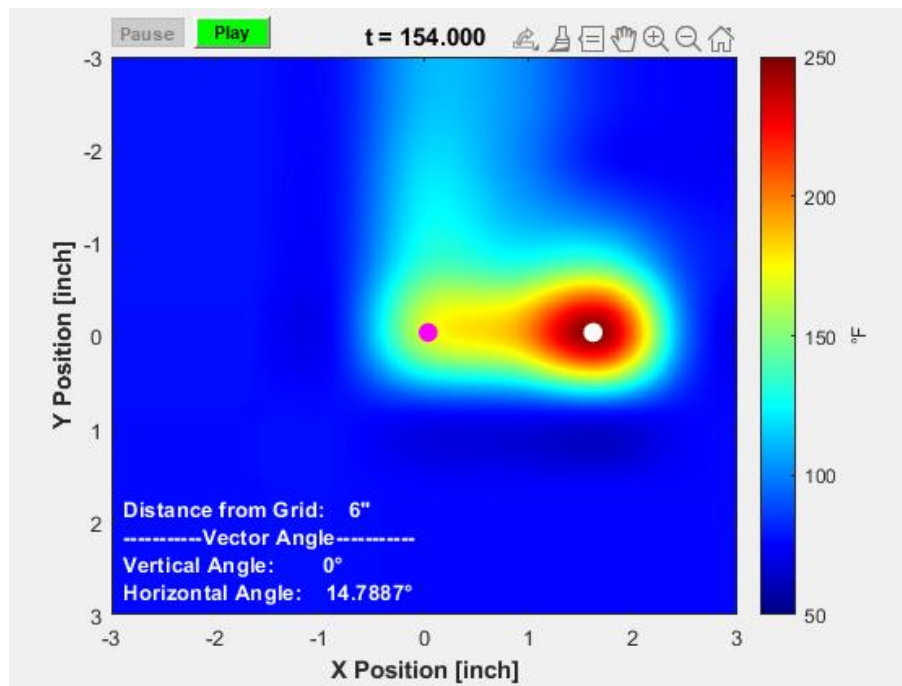 Pause Play t = 154.000
-3
-2
-1
0
1
2
3
Y Position [inch]
Distance from Grid: 6"
-----------Vector Angle-----------
Vertical Angle: 0°
Horizontal Angle: 14.7887°
-3 -2 -1 0 1 2 3
X Position [inch]
250
200
150
100
50
°F